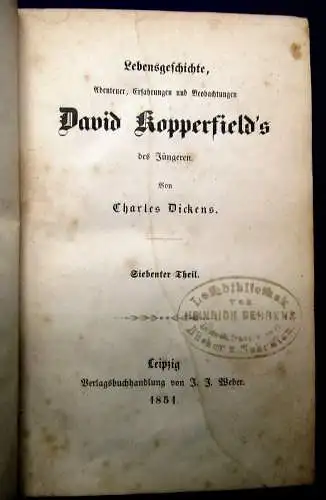 Lebensgeschichte,
Abenteuer, Erfahrungen und Beobachtungen
David Kopperfield's
des Jüngeren.
Von
Charles Dickens.
Siebenter Theil.
Leihbibliothek
von
HEINRICH BEHRENS
Leipzig
Verlagsbuchhandlung von J. J. Weber.
1851